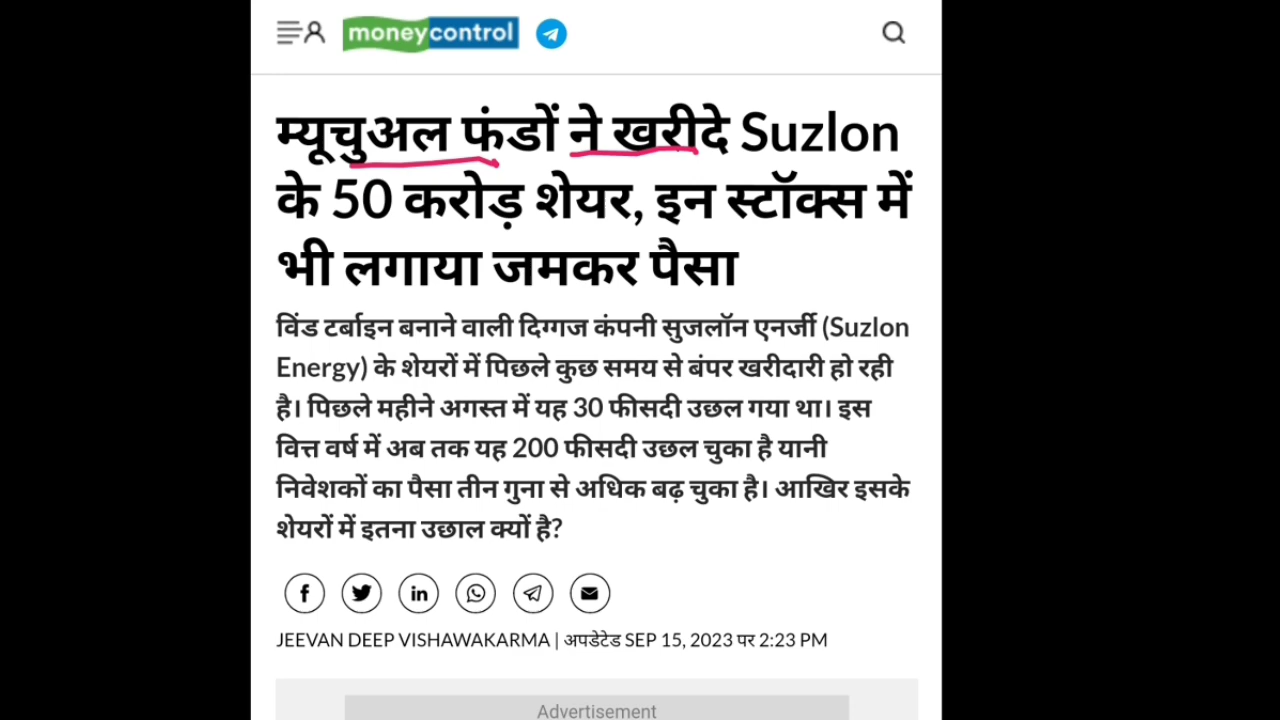 moneycontrol
म्यूचुअल फंडों ने खरीदे Suzlon
के 50 करोड़ शेयर, इन स्टॉक्स में
भी लगाया जमकर पैसा
विंड टर्बाइन बनाने वाली दिग्गज कंपनी सुजलॉन एनर्जी (Suzlon
Energy) के शेयरों में पिछले कुछ समय से बंपर खरीदारी हो रही
है। पिछले महीने अगस्त में यह 30 फीसदी उछल गया था। इस
वित्त वर्ष में अब तक यह 200 फीसदी उछल चुका है यानी
निवेशकों का पैसा तीन गुना से अधिक बढ़ चुका है। आखिर इसके
शेयरों में इतना उछाल क्यों है?
JEEVAN DEEP VISHAWAKARMA | अपडेटेड SEP 15, 2023 पर 2:23 PM
Advertisement